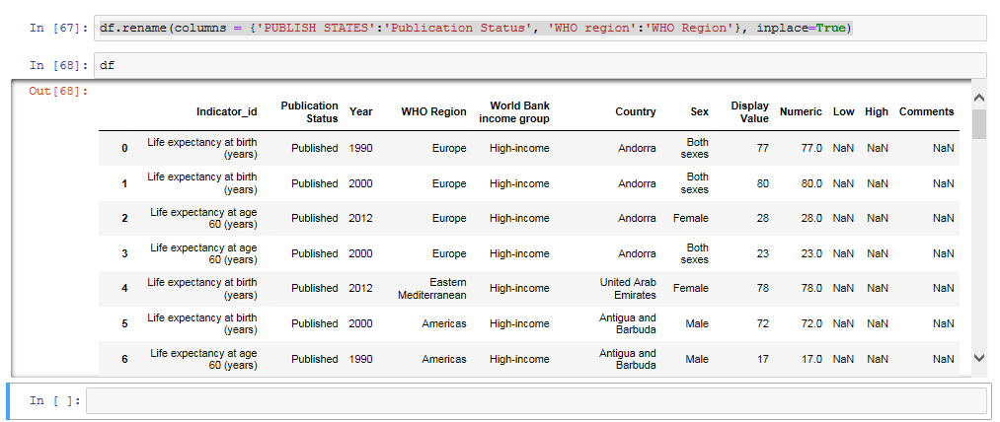 In [67]: df.rename(columns = {'PUBLISH STATES':'Publication Status', 'WHO region':'WHO Region'}, inplace=True)
In [68]: df
Out[68]:
Indicator_id Publication Status Year WHO Region World Bank income group Country Sex Display Value Numeric Low High Comments
0 Life expectancy at birth (years) Published 1990 Europe High-income Andorra Both sexes 77 77.0 NaN NaN NaN
1 Life expectancy at birth (years) Published 2000 Europe High-income Andorra Both sexes 80 80.0 NaN NaN NaN
2 Life expectancy at age 60 (years) Published 2012 Europe High-income Andorra Female 28 28.0 NaN NaN NaN
3 Life expectancy at age 60 (years) Published 2000 Europe High-income Andorra Both sexes 23 23.0 NaN NaN NaN
4 Life expectancy at birth (years) Published 2012 Eastern Mediterranean High-income United Arab Emirates Female 78 78.0 NaN NaN NaN
5 Life expectancy at birth (years) Published 2000 Americas High-income Antigua and Barbuda Male 72 72.0 NaN NaN NaN
6 Life expectancy at age 60 (years) Published 1990 Americas High-income Antigua and Barbuda Male 17 17.0 NaN NaN NaN
In [ ]: